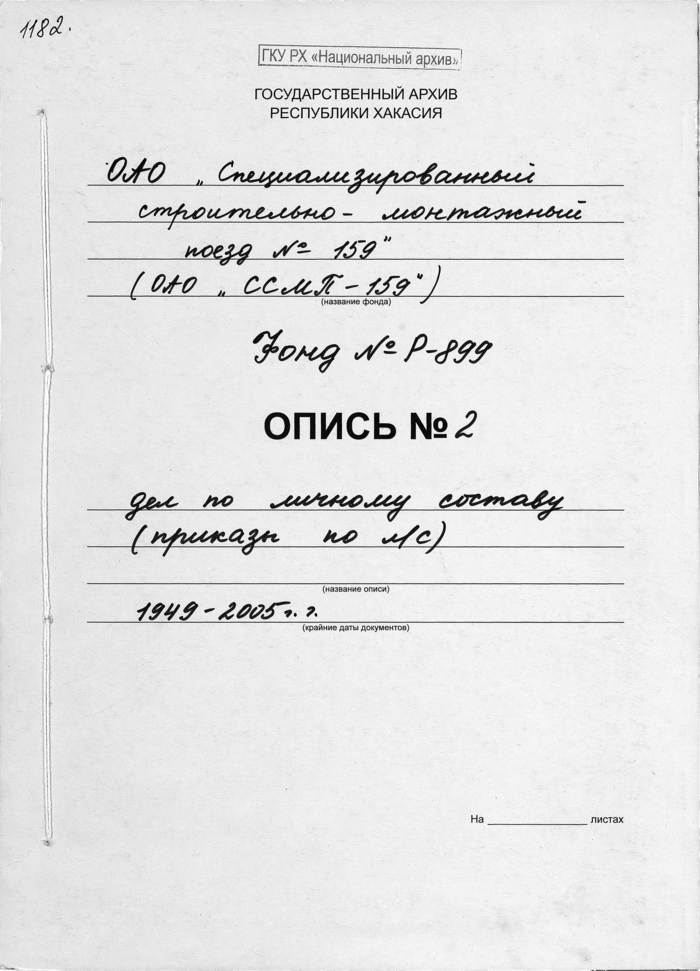 1182.
ГКУ РХ «Национальный архив»
ГОСУДАРСТВЕННЫЙ АРХИВ
РЕСПУБЛИКИ ХАКАСИЯ
ОАО „Специализированный
строительно - монтажный
поезд № 159"
(ОАО „ССМП - 159")
(название фонда)
Фонд № Р-899
ОПИСЬ № 2
дел по личному составу
(приказы по л/с)
(название описи)
1949 - 2005 г.г.
(крайние даты документов)
На ________ листах